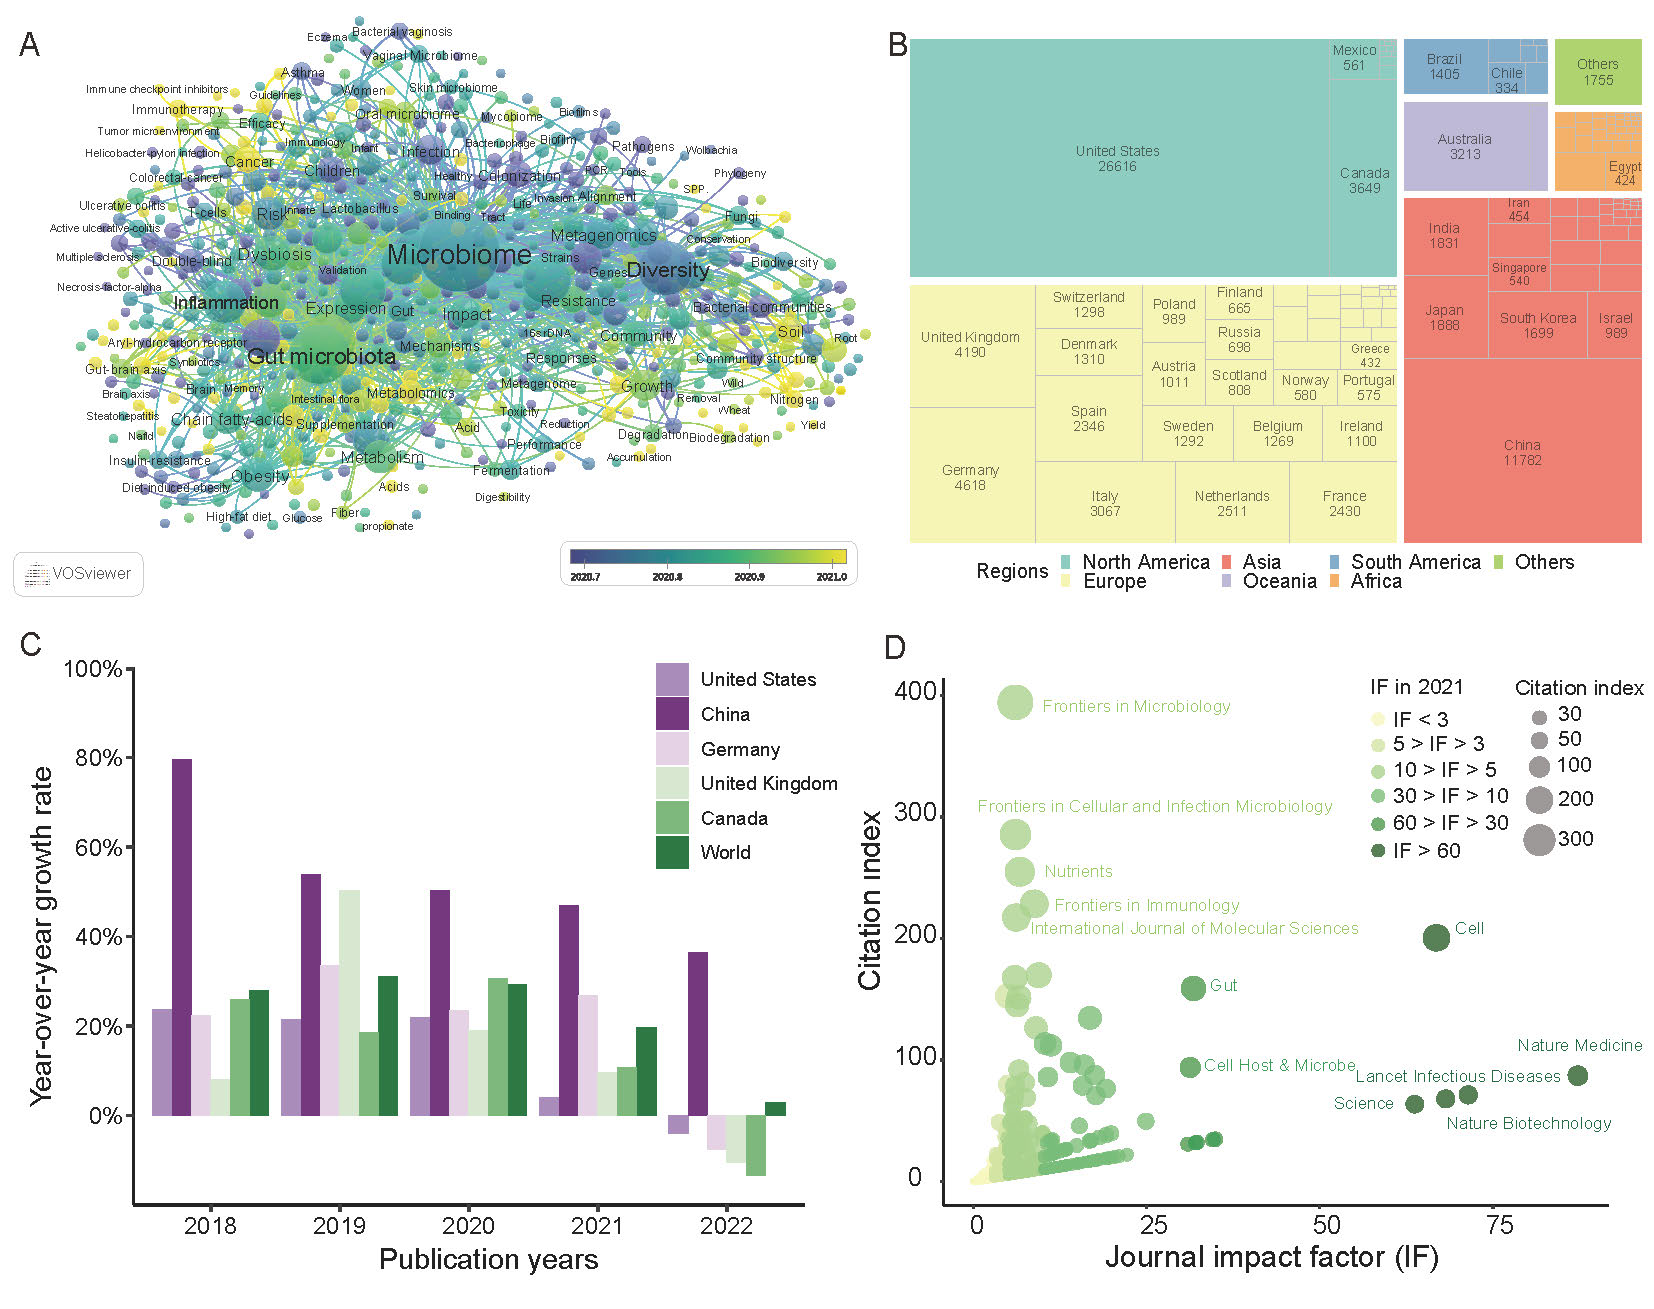 A
Bacterial vaginosis
Eczema
Vaginal Microbiome
Asthma
Immune checkpoint inhibitors
Guidelines
Women
Skin microbiome
Immunotherapy
Oral microbiome
Mycobiome
Biofilms
Tumor microenvironment
Efficacy
Immunology
Infant
Bacteriophage
Biofilm
Pathogens
Helicobacter-pylori infection
Cancer
Children
Infection
Wolbachia
Colorectal-cancer
Healthy
Colonization
PCR
Tools
Phylogeny
Ulcerative colitis
T-cells
Risk
Innate
Lactobacillus
Survival
Binding
Tract
Life
Invasion
Alignment
SPP.
Fungi
Active ulcerative-colitis
Multiple sclerosis
Double-blind
Dysbiosis
Validation
Microbiome
Strains
Metagenomics
Genes
Diversity
Conservation
Biodiversity
Necrosis-factor-alpha
Inflammation
Expression
Gut
Impact
Resistance
Bacterial communities
Aryl-hydrocarbon receptor
Gut microbiota
Mechanisms
16s rDNA
Community
Soil
Root
Gut-brain axis
Synbiotics
Responses
Community structure
Brain axis
Brain
Memory
Intestinal flora
Metabolomics
Metagenome
Growth
Removal
Wild
Wheat
Nitrogen
Steatohepatitis
Chain fatty-acids
Supplementation
Acid
Toxicity
Reduction
Yield
Nafld
Performance
Degradation
Biodegradation
Insulin-resistance
Metabolism
Fermentation
Accumulation
Diet-induced obesity
Obesity
Acids
Digestibility
High-fat diet
Glucose
Fiber
propionate
VOSviewer
2020.7 2020.8 2020.9 2021.0
B
United States
26616
Mexico
561
Canada
3649
Brazil
1405
Chile
334
Others
1755
Australia
3213
Egypt
424
India
1831
Iran
454
Singapore
540
Japan
1888
South Korea
1699
Israel
989
China
11782
United Kingdom
4190
Germany
4618
Switzerland
1298
Denmark
1310
Spain
2346
Italy
3067
Poland
989
Austria
1011
Finland
665
Russia
698
Scotland
808
Norway
580
Greece
432
Portugal
575
Sweden
1292
Belgium
1269
Ireland
1100
Netherlands
2511
France
2430
Regions
North America
Asia
South America
Others
Europe
Oceania
Africa
C
Year-over-year growth rate
100%
80%
60%
40%
20%
0%
United States
China
Germany
United Kingdom
Canada
World
2018 2019 2020 2021 2022
Publication years
D
Citation index
400
300
200
100
0
Frontiers in Microbiology
Frontiers in Cellular and Infection Microbiology
Nutrients
Frontiers in Immunology
International Journal of Molecular Sciences
Cell
Gut
Cell Host & Microbe
Nature Medicine
Lancet Infectious Diseases
Science
Nature Biotechnology
IF in 2021
IF < 3
5 > IF > 3
10 > IF > 5
30 > IF > 10
60 > IF > 30
IF > 60
Citation index
30
50
100
200
300
0 25 50 75
Journal impact factor (IF)